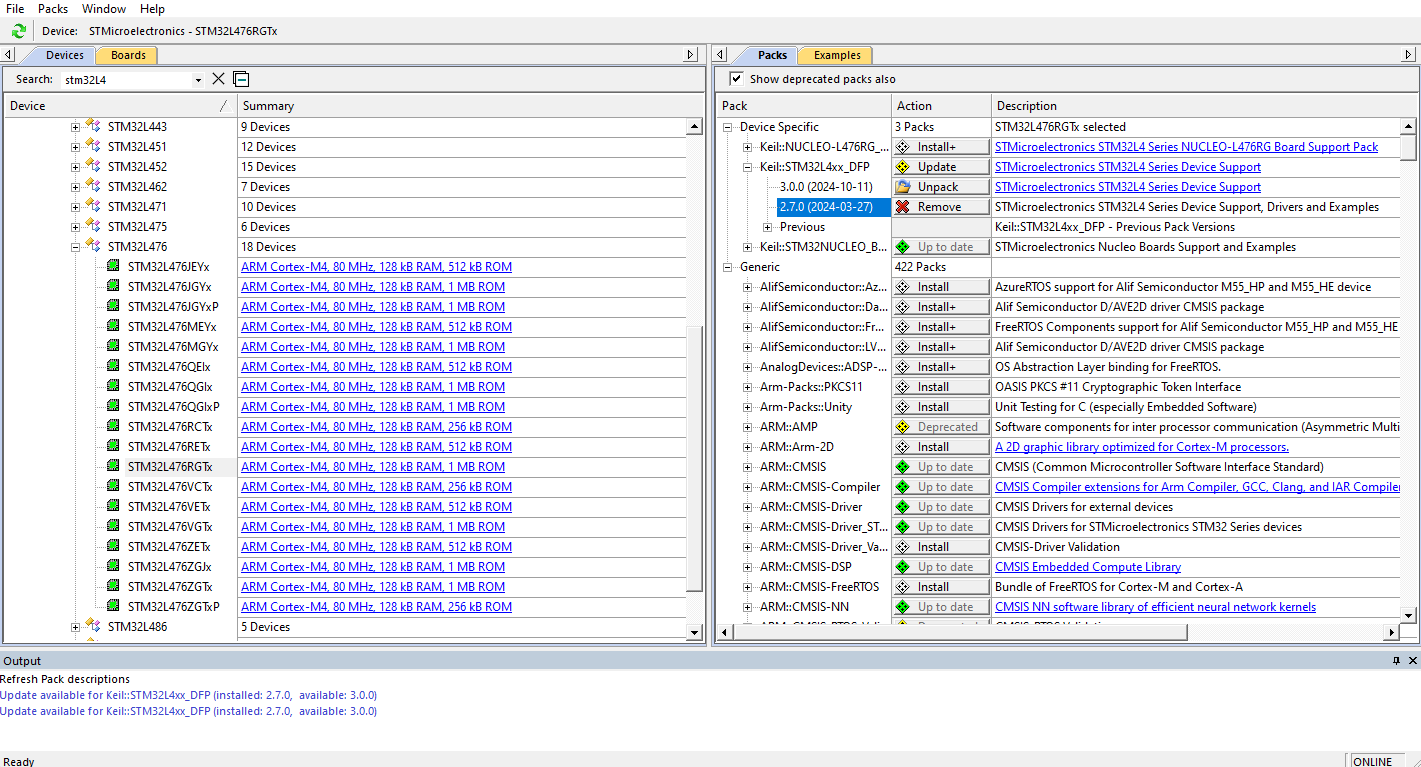 File Packs Window Help
Device: STMicroelectronics - STM32L476RGTx
Devices Boards
Search: stm32L4
Device / Summary
STM32L443 9 Devices
STM32L451 12 Devices
STM32L452 15 Devices
STM32L462 7 Devices
STM32L471 10 Devices
STM32L475 6 Devices
STM32L476 18 Devices
STM32L476JEYx ARM Cortex-M4, 80 MHz, 128 kB RAM, 512 kB ROM
STM32L476JGYx ARM Cortex-M4, 80 MHz, 128 kB RAM, 1 MB ROM
STM32L476JGYxP ARM Cortex-M4, 80 MHz, 128 kB RAM, 1 MB ROM
STM32L476MEYx ARM Cortex-M4, 80 MHz, 128 kB RAM, 512 kB ROM
STM32L476MGYx ARM Cortex-M4, 80 MHz, 128 kB RAM, 1 MB ROM
STM32L476QEIx ARM Cortex-M4, 80 MHz, 128 kB RAM, 512 kB ROM
STM32L476QGIx ARM Cortex-M4, 80 MHz, 128 kB RAM, 1 MB ROM
STM32L476QGIxP ARM Cortex-M4, 80 MHz, 128 kB RAM, 1 MB ROM
STM32L476RCTx ARM Cortex-M4, 80 MHz, 128 kB RAM, 256 kB ROM
STM32L476RETx ARM Cortex-M4, 80 MHz, 128 kB RAM, 512 kB ROM
STM32L476RGTx ARM Cortex-M4, 80 MHz, 128 kB RAM, 1 MB ROM
STM32L476VCTx ARM Cortex-M4, 80 MHz, 128 kB RAM, 256 kB ROM
STM32L476VETx ARM Cortex-M4, 80 MHz, 128 kB RAM, 512 kB ROM
STM32L476VGTx ARM Cortex-M4, 80 MHz, 128 kB RAM, 1 MB ROM
STM32L476ZETx ARM Cortex-M4, 80 MHz, 128 kB RAM, 512 kB ROM
STM32L476ZGJx ARM Cortex-M4, 80 MHz, 128 kB RAM, 1 MB ROM
STM32L476ZGTx ARM Cortex-M4, 80 MHz, 128 kB RAM, 1 MB ROM
STM32L476ZGTxP ARM Cortex-M4, 80 MHz, 128 kB RAM, 256 kB ROM
STM32L486 5 Devices
Packs Examples
Show deprecated packs also
Pack Action Description
Device Specific 3 Packs STM32L476RGTx selected
Keil::NUCLEO-L476RG_... Install+ STMicroelectronics STM32L4 Series NUCLEO-L476RG Board Support Pack
Keil::STM32L4xx_DFP Update STMicroelectronics STM32L4 Series Device Support
3.0.0 (2024-10-11) Unpack STMicroelectronics STM32L4 Series Device Support
2.7.0 (2024-03-27) Remove STMicroelectronics STM32L4 Series Device Support, Drivers and Examples
Previous Keil::STM32L4xx_DFP - Previous Pack Versions
Keil::STM32NUCLEO_B... Up to date STMicroelectronics Nucleo Boards Support and Examples
Generic 422 Packs
AlifSemiconductor::Az... Install AzureRTOS support for Alif Semiconductor M55_HP and M55_HE device
AlifSemiconductor::Da... Install+ Alif Semiconductor D/AVE2D driver CMSIS package
AlifSemiconductor::Fr... Install+ FreeRTOS Components support for Alif Semiconductor M55_HP and M55_HE
AlifSemiconductor::LV... Install+ Alif Semiconductor D/AVE2D driver CMSIS package
AnalogDevices::ADSP-... Install+ OS Abstraction Layer binding for FreeRTOS.
Arm-Packs::PKCS11 Install OASIS PKCS #11 Cryptographic Token Interface
Arm-Packs::Unity Install Unit Testing for C (especially Embedded Software)
ARM::AMP Deprecated Software components for inter processor communication (Asymmetric Multi
ARM::Arm-2D Install A 2D graphic library optimized for Cortex-M processors.
ARM::CMSIS Up to date CMSIS (Common Microcontroller Software Interface Standard)
ARM::CMSIS-Compiler Up to date CMSIS Compiler extensions for Arm Compiler, GCC, Clang, and IAR Compiler
ARM::CMSIS-Driver Up to date CMSIS Drivers for external devices
ARM::CMSIS-Driver_ST... Up to date CMSIS Drivers for STMicroelectronics STM32 Series devices
ARM::CMSIS-Driver_Va... Install CMSIS-Driver Validation
ARM::CMSIS-DSP Up to date CMSIS Embedded Compute Library
ARM::CMSIS-FreeRTOS Install Bundle of FreeRTOS for Cortex-M and Cortex-A
ARM::CMSIS-NN Up to date CMSIS NN software library of efficient neural network kernels
Output
Refresh Pack descriptions
Update available for Keil::STM32L4xx_DFP (installed: 2.7.0, available: 3.0.0)
Update available for Keil::STM32L4xx_DFP (installed: 2.7.0, available: 3.0.0)
Ready ONLINE